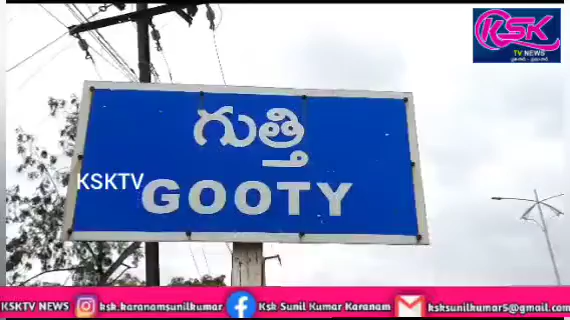 KSK
TV NEWS
గుత్తి
KSKTV
GOOTY
KSKTV NEWS ksk.karanamsunilkumar Ksk Sunil Kumar Karanam ksksunilkumar5@gmail.com